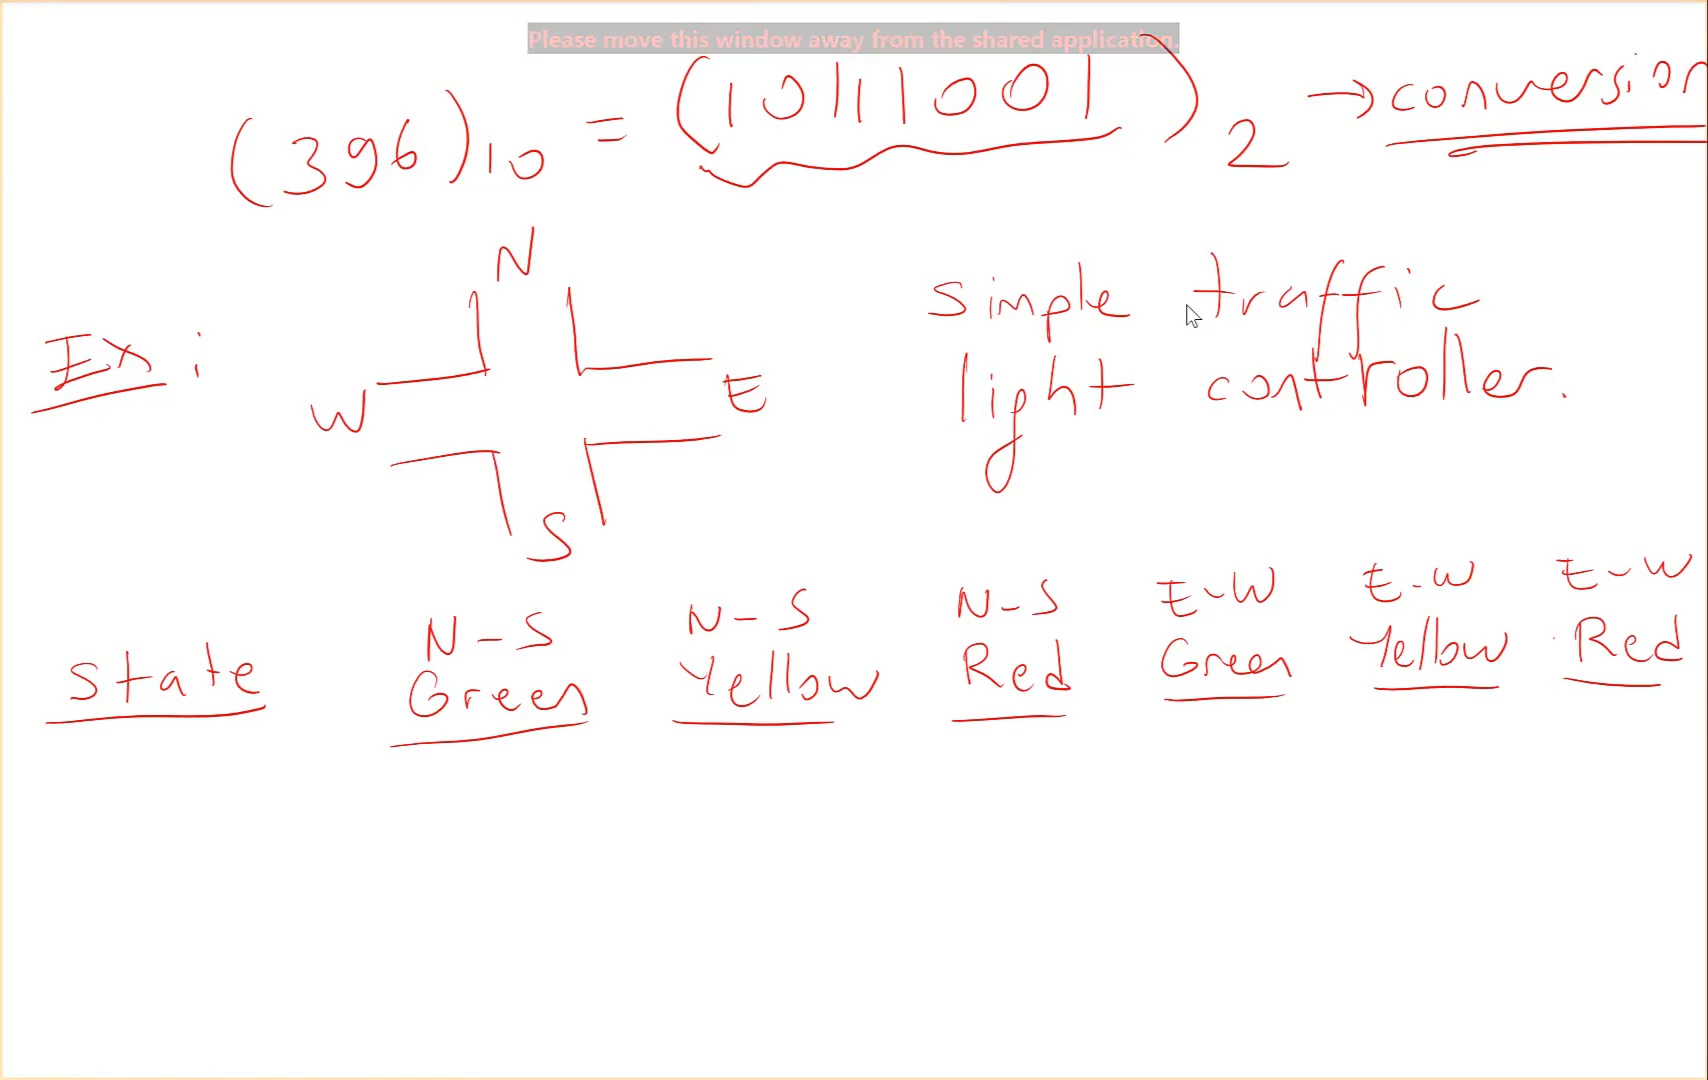 Please move this window away from the shared application.
(396)10 = (10111001)2 → conversion
Ex:
N
W
E
S
simple traffic
light controller.
State
N-S Green
N-S Yellow
N-S Red
E-W Green
E-W Yellow
E-W Red